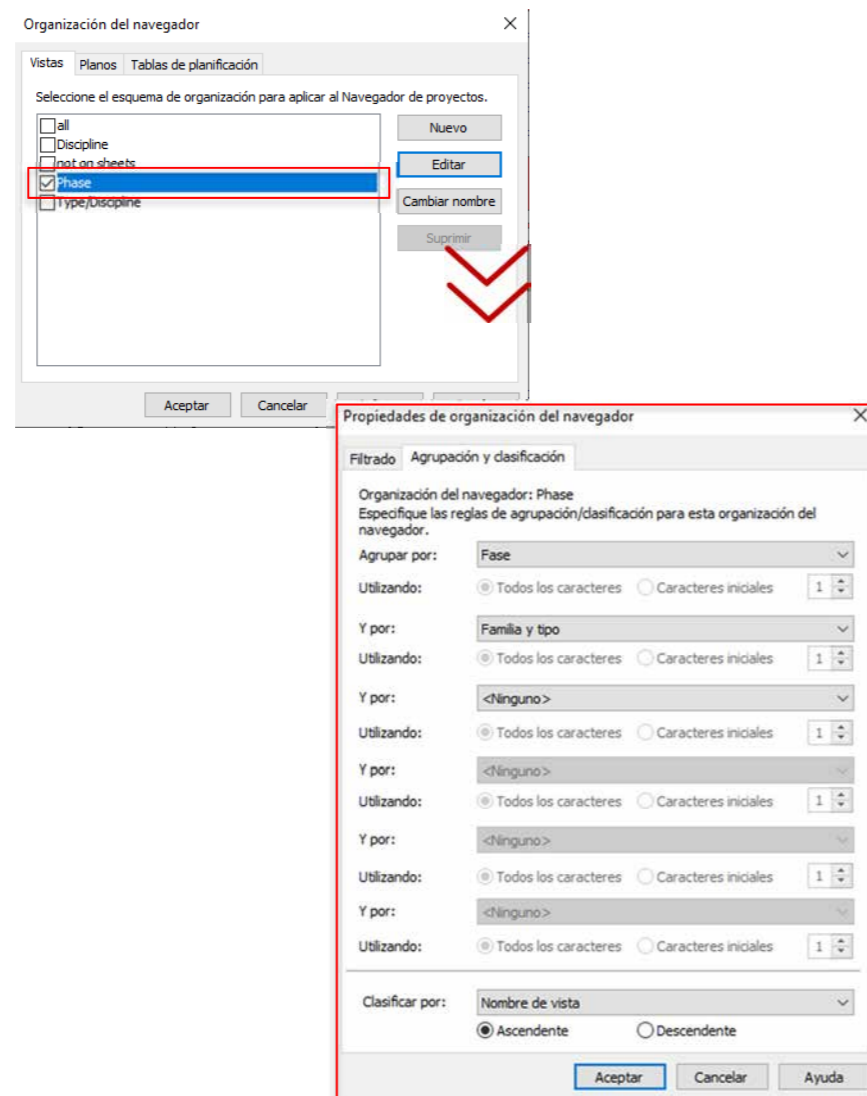 Organización del navegador
Vistas Planos Tablas de planificación
Seleccione el esquema de organización para aplicar al Navegador de proyectos.
all
Discipline
not on sheets
Phase
Type/Discipline
Nuevo
Editar
Cambiar nombre
Suprimir
Aceptar Cancelar
Propiedades de organización del navegador
Filtrado Agrupación y clasificación
Organización del navegador: Phase
Especifique las reglas de agrupación/clasificación para esta organización del
navegador.
Agrupar por: Fase
Utilizando: Todos los caracteres Caracteres iniciales 1
Y por: Familia y tipo
Utilizando: Todos los caracteres Caracteres iniciales 1
Y por: <Ninguno>
Utilizando: Todos los caracteres Caracteres iniciales 1
Y por: <Ninguno>
Utilizando: Todos los caracteres Caracteres iniciales 1
Y por: <Ninguno>
Utilizando: Todos los caracteres Caracteres iniciales 1
Y por: <Ninguno>
Utilizando: Todos los caracteres Caracteres iniciales 1
Clasificar por: Nombre de vista
Ascendente Descendente
Aceptar Cancelar Ayuda